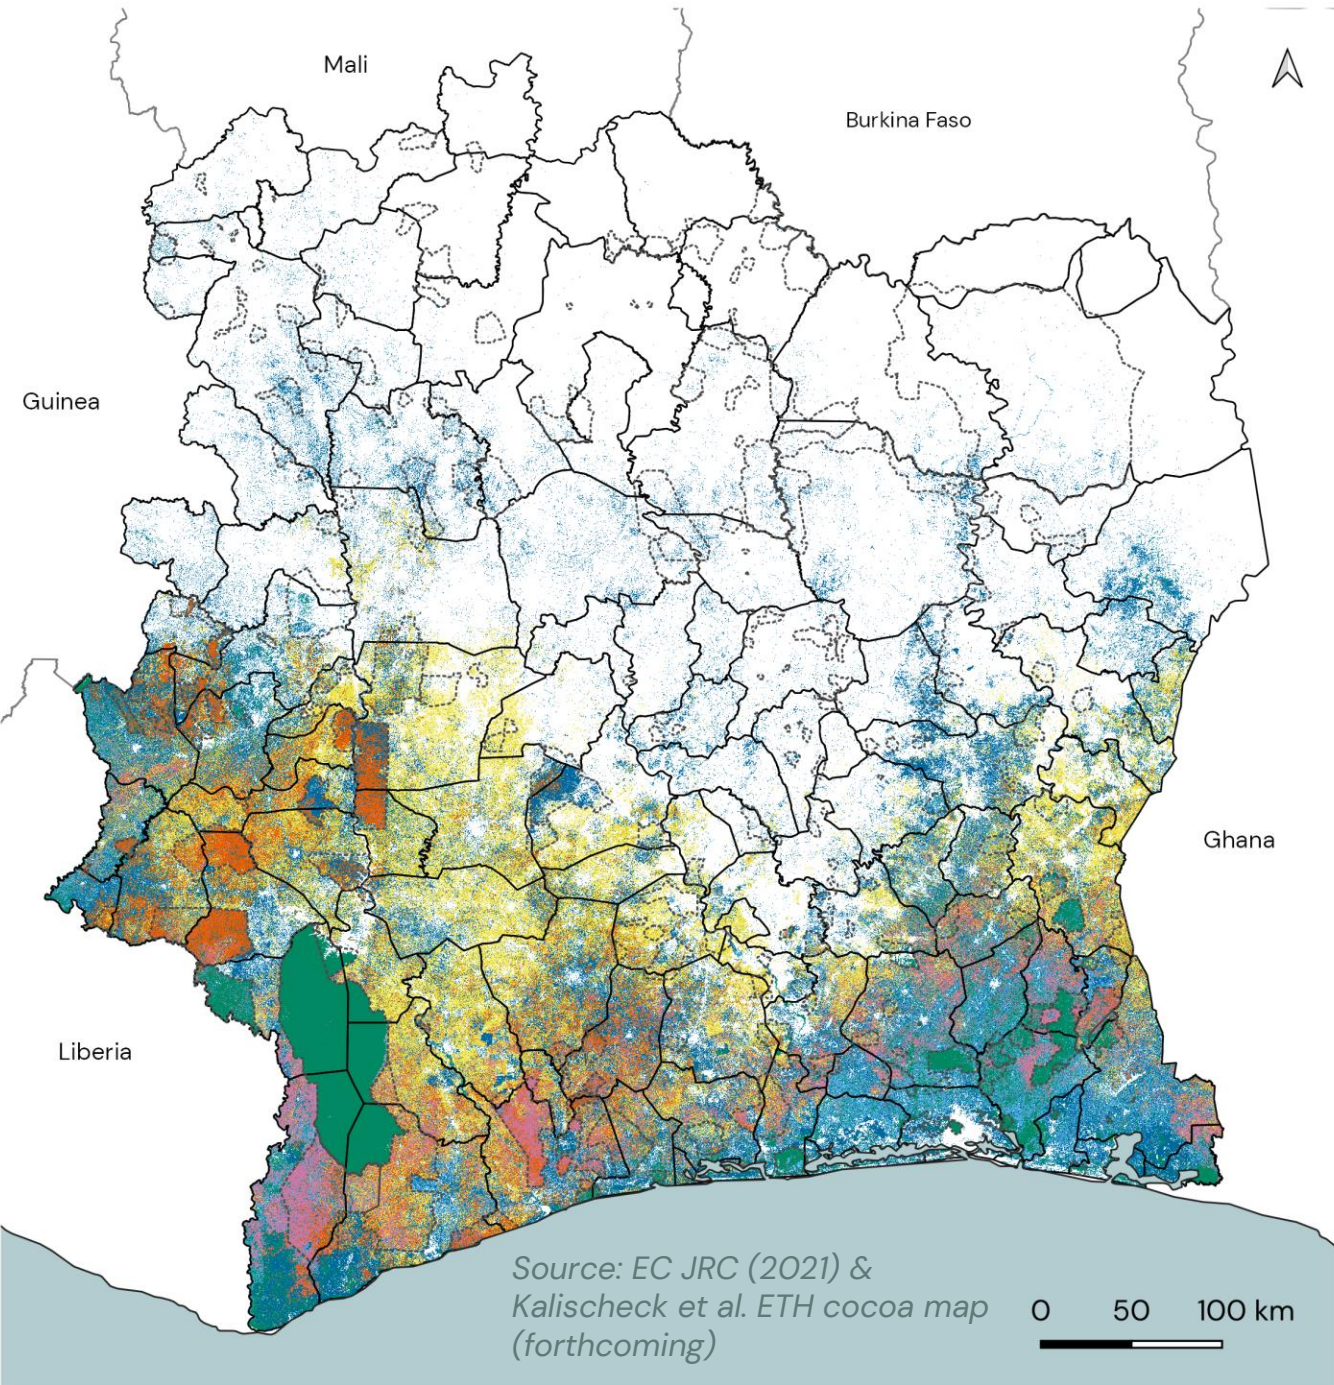 Mali
Burkina Faso
Guinea
Ghana
Liberia
Source: EC JRC (2021) &
Kalischeck et al. ETH cocoa map
(forthcoming)
0 50 100 km